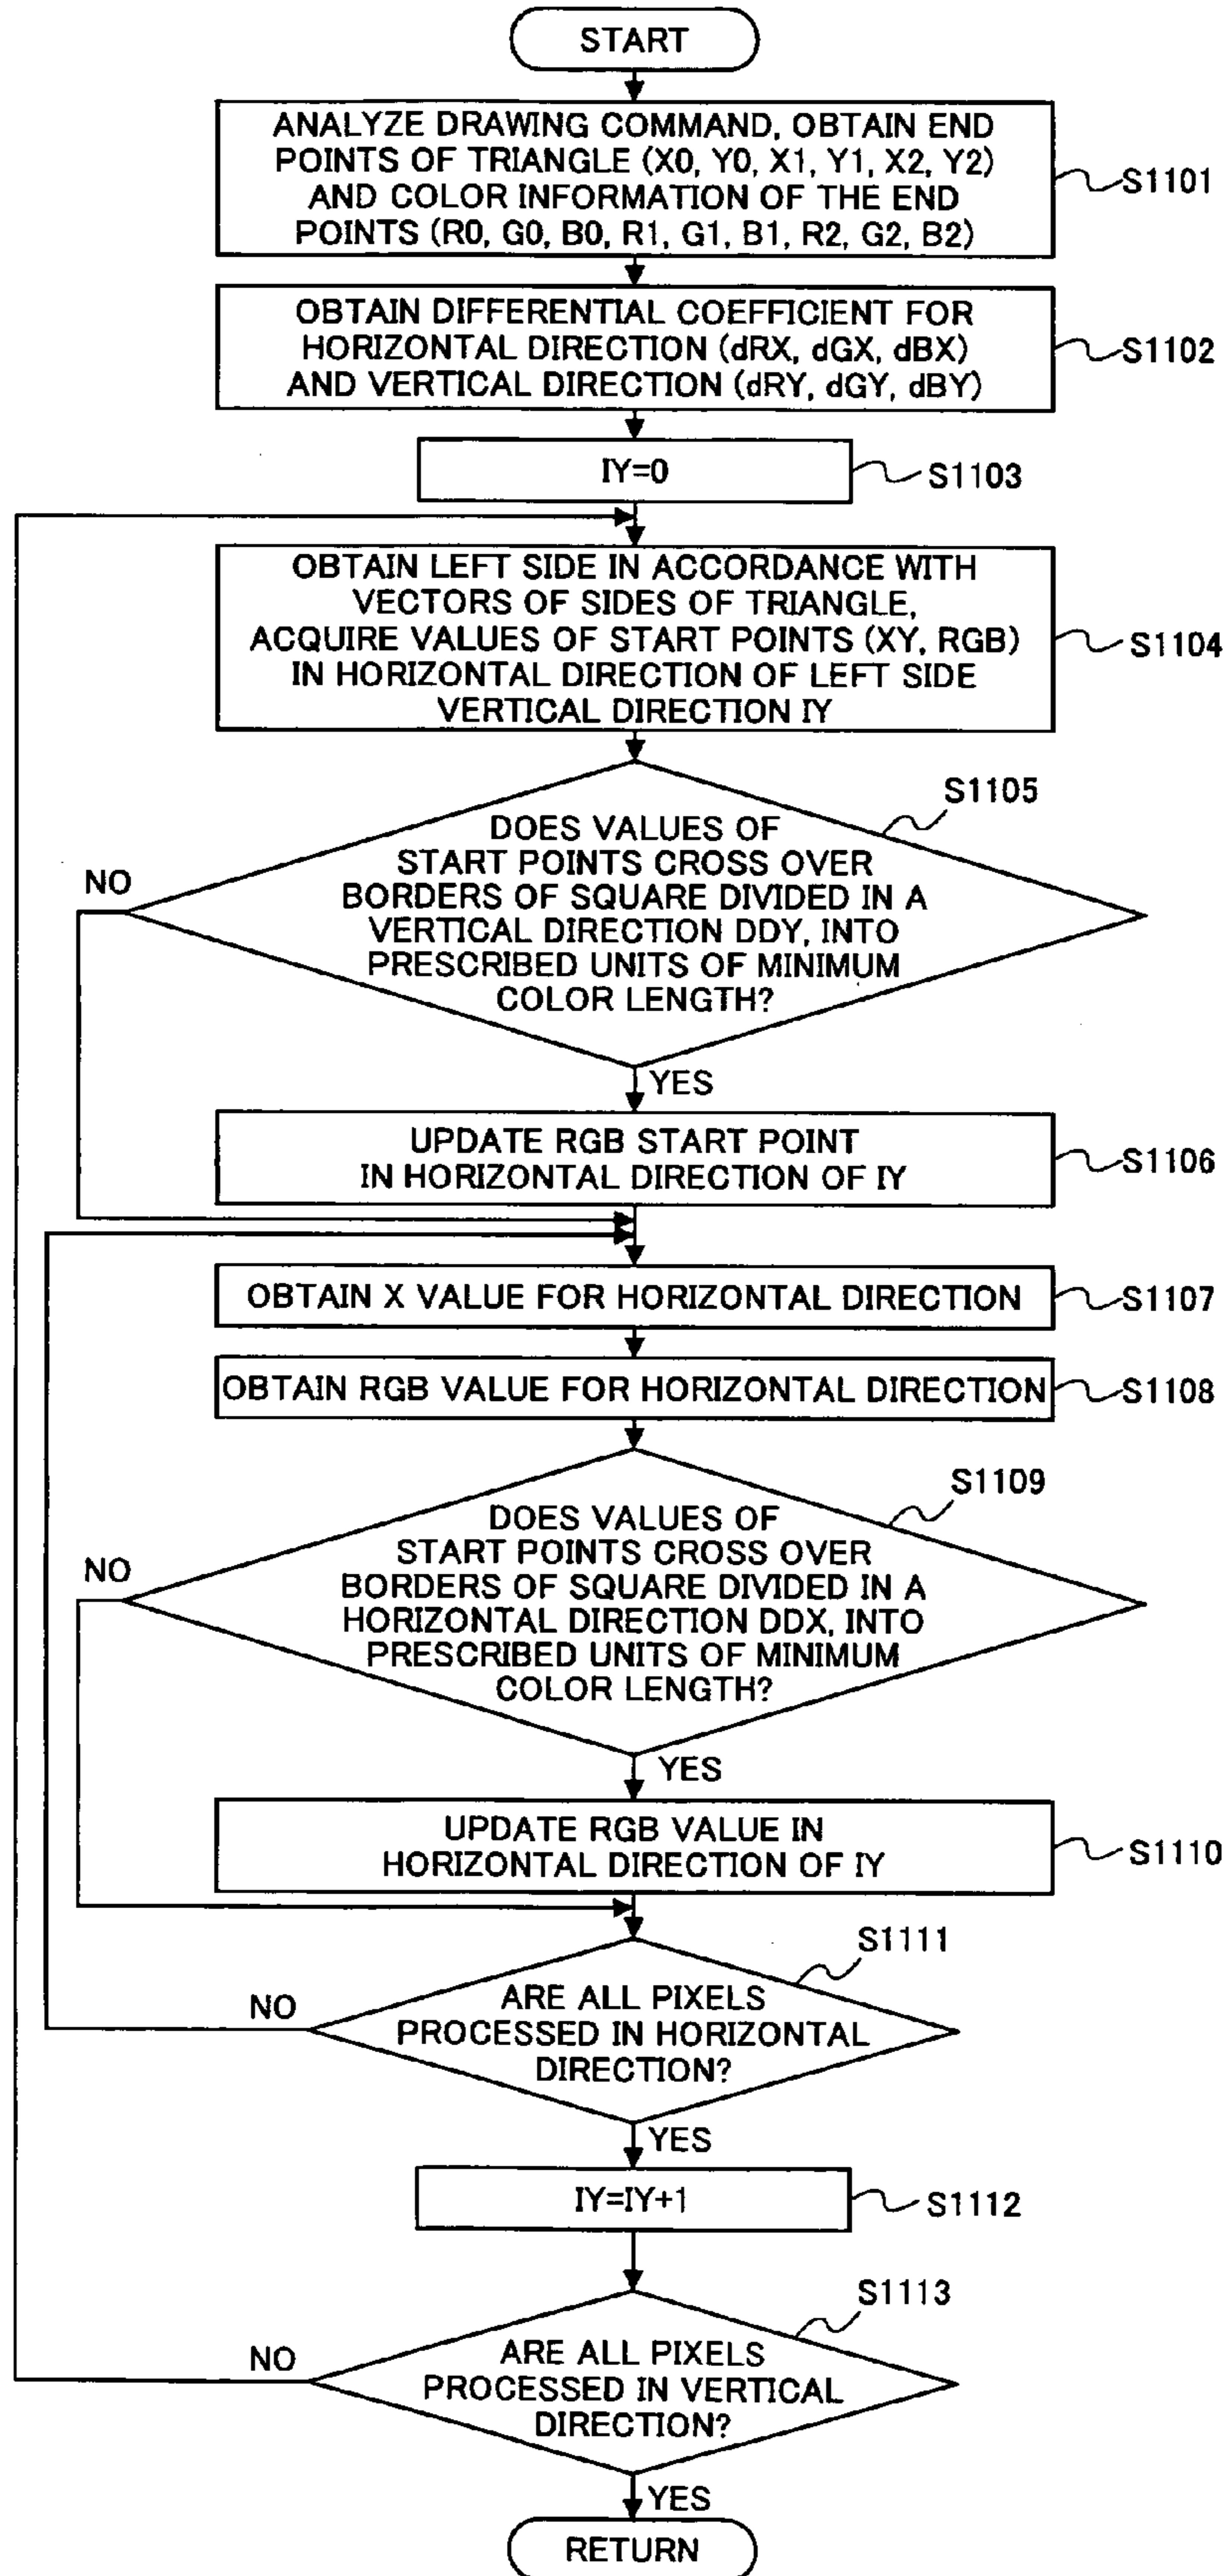 START
ANALYZE DRAWING COMMAND, OBTAIN END
POINTS OF TRIANGLE (X0, Y0, X1, Y1, X2, Y2)
AND COLOR INFORMATION OF THE END
POINTS (R0, G0, B0, R1, G1, B1, R2, G2, B2)
S1101
OBTAIN DIFFERENTIAL COEFFICIENT FOR
HORIZONTAL DIRECTION (dRX, dGX, dBX)
AND VERTICAL DIRECTION (dRY, dGY, dBY)
S1102
IY=0
S1103
OBTAIN LEFT SIDE IN ACCORDANCE WITH
VECTORS OF SIDES OF TRIANGLE,
ACQUIRE VALUES OF START POINTS (XY, RGB)
IN HORIZONTAL DIRECTION OF LEFT SIDE
VERTICAL DIRECTION IY
S1104
S1105
DOES VALUES OF
START POINTS CROSS OVER
BORDERS OF SQUARE DIVIDED IN A
VERTICAL DIRECTION DDY, INTO
PRESCRIBED UNITS OF MINIMUM
COLOR LENGTH?
NO
YES
UPDATE RGB START POINT
IN HORIZONTAL DIRECTION OF IY
S1106
OBTAIN X VALUE FOR HORIZONTAL DIRECTION
S1107
OBTAIN RGB VALUE FOR HORIZONTAL DIRECTION
S1108
S1109
DOES VALUES OF
START POINTS CROSS OVER
BORDERS OF SQUARE DIVIDED IN A
HORIZONTAL DIRECTION DDX, INTO
PRESCRIBED UNITS OF MINIMUM
COLOR LENGTH?
NO
YES
UPDATE RGB VALUE IN
HORIZONTAL DIRECTION OF IY
S1110
S1111
ARE ALL PIXELS
PROCESSED IN HORIZONTAL
DIRECTION?
NO
YES
IY=IY+1
S1112
S1113
ARE ALL PIXELS
PROCESSED IN VERTICAL
DIRECTION?
NO
YES
RETURN